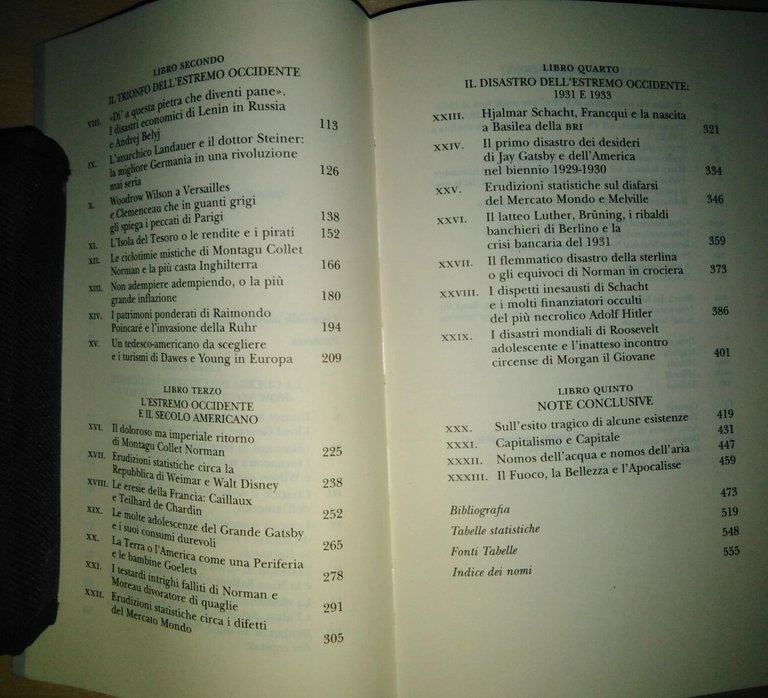 LIBRO SECONDO
IL TRIONFO DELL'ESTREMO OCCIDENTE
VIII. «Di' a questa pietra che diventi pane».
I disastri economici di Lenin in Russia
e Andrej Belyj 113
IX. L'anarchico Landauer e il dottor Steiner:
la migliore Germania in una rivoluzione
mai seria 126
X. Woodrow Wilson a Versailles
e Clemenceau che in guanti grigi
gli spiega i peccati di Parigi 138
XI. L'Isola del Tesoro o le rendite e i pirati 152
XII. Le ciclotimie mistiche di Montagu Collet
Norman e la più casta Inghilterra 166
XIII. Non adempiere adempiendo, o la più
grande inflazione 180
XIV. I patrimoni ponderati di Raimondo
Poincaré e l'invasione della Ruhr 194
XV. Un tedesco-americano da scegliere
e i turismi di Dawes e Young in Europa 209
LIBRO TERZO
L'ESTREMO OCCIDENTE
E IL SECOLO AMERICANO
XVI. Il doloroso ma imperiale ritorno
di Montagu Collet Norman 225
XVII. Erudizioni statistiche circa la
Repubblica di Weimar e Walt Disney 238
XVIII. Le eresie della Francia: Caillaux
e Teilhard de Chardin 252
XIX. Le molte adolescenze del Grande Gatsby
e i suoi consumi durevoli 265
XX. La Terra o l'America come una Periferia
e le bambine Goelets 278
XXI. I testardi intrighi falliti di Norman e
Moreau divoratore di quaglie 291
XXII. Erudizioni statistiche circa i difetti
del Mercato Mondo 305
LIBRO QUARTO
IL DISASTRO DELL'ESTREMO OCCIDENTE:
1931 E 1933
XXIII. Hjalmar Schacht, Francqui e la nascita
a Basilea della BRI 321
XXIV. Il primo disastro dei desideri
di Jay Gatsby e dell'America
nel biennio 1929-1930 334
XXV. Erudizioni statistiche sul disfarsi
del Mercato Mondo e Melville 346
XXVI. Il latteo Luther, Brüning, i ribaldi
banchieri di Berlino e la
crisi bancaria del 1931 359
XXVII. Il flemmatico disastro della sterlina
o gli equivoci di Norman in crociera 373
XXVIII. I dispetti inesausti di Schacht
e i molti finanziatori occulti
del più necrolico Adolf Hitler 386
XXIX. I disastri mondiali di Roosevelt
adolescente e l'inatteso incontro
circense di Morgan il Giovane 401
LIBRO QUINTO
NOTE CONCLUSIVE
XXX. Sull'esito tragico di alcune esistenze 419
XXXI. Capitalismo e Capitale 431
XXXII. Nomos dell'acqua e nomos dell'aria 447
XXXIII. Il Fuoco, la Bellezza e l'Apocalisse 459
Bibliografia 473
Tabelle statistiche 519
Fonti Tabelle 548
Indice dei nomi 555